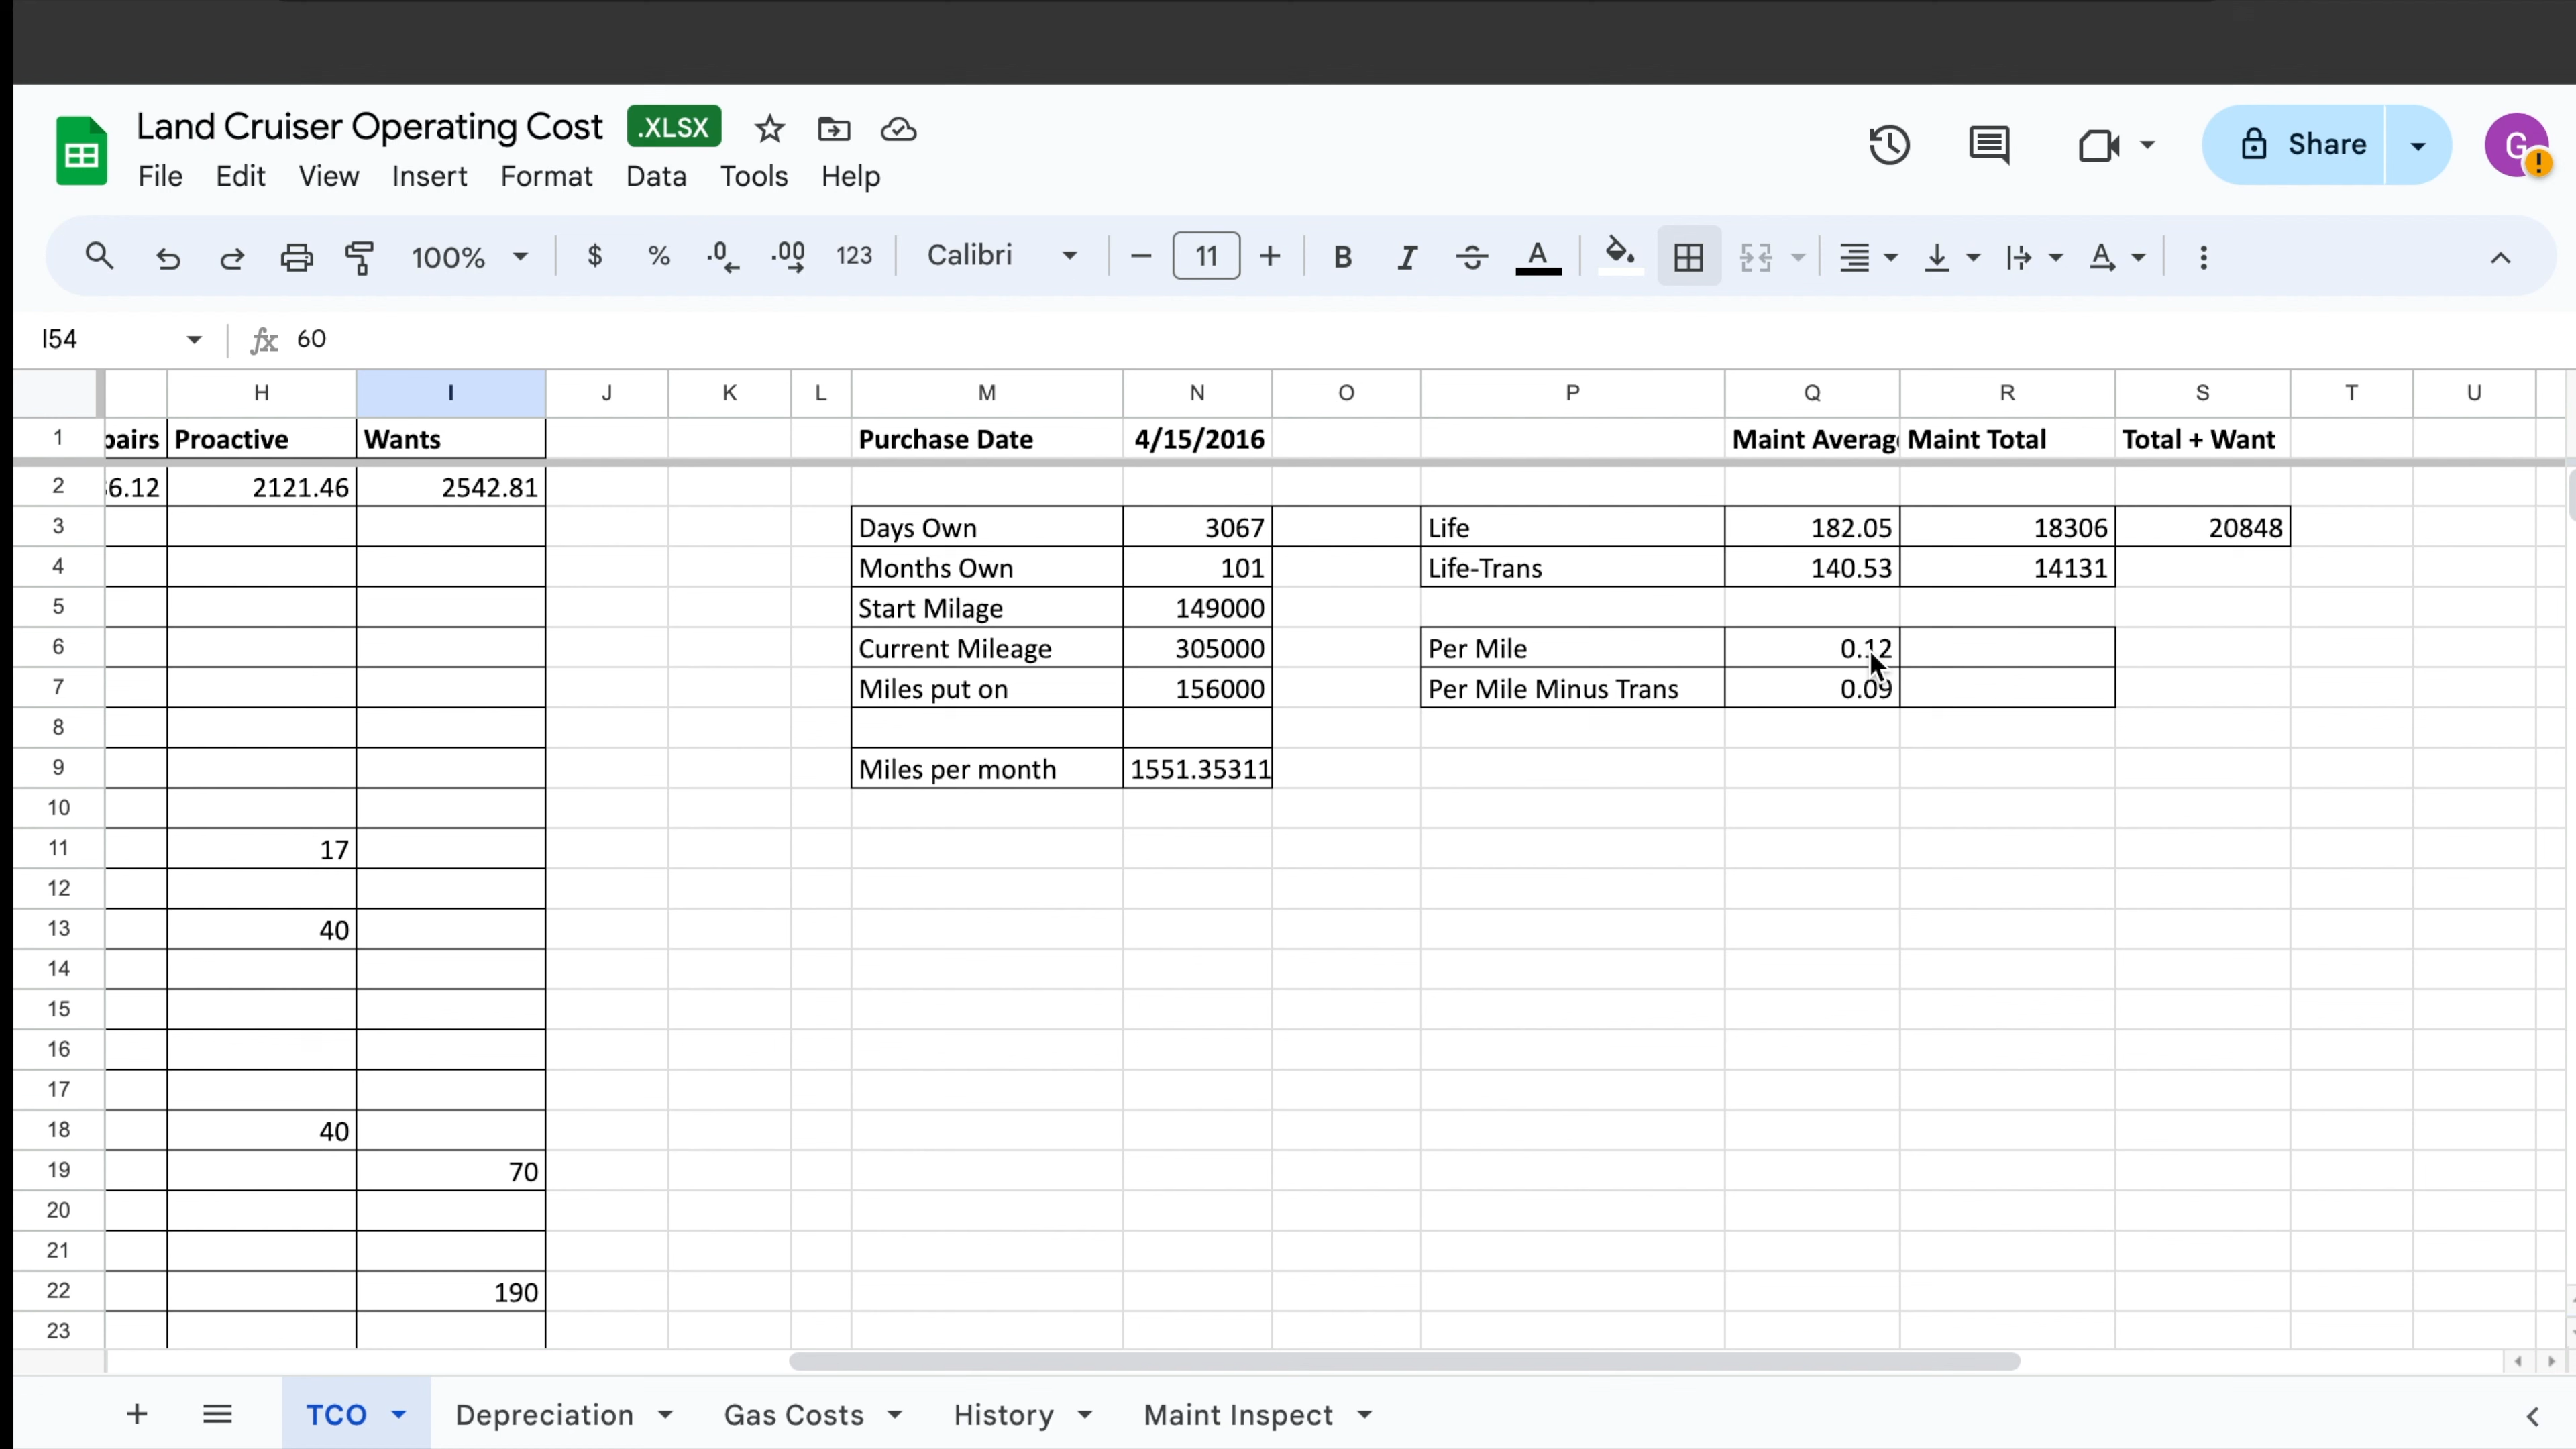 Land Cruiser Operating Cost .XLSX
File Edit View Insert Format Data Tools Help
Share
G
100% $ % .0 .00 123 Calibri 11 B I S A
I54 fx 60
H I J K L M N O P Q R S T U
1 pairs Proactive Wants Purchase Date 4/15/2016 Maint Average Maint Total Total + Want
2 6.12 2121.46 2542.81
3 Days Own 3067 Life 182.05 18306 20848
4 Months Own 101 Life-Trans 140.53 14131
5 Start Milage 149000
6 Current Mileage 305000 Per Mile 0.12
7 Miles put on 156000 Per Mile Minus Trans 0.09
8
9 Miles per month 1551.35311
10
11 17
12
13 40
14
15
16
17
18 40
19 70
20
21
22 190
23
TCO Depreciation Gas Costs History Maint Inspect